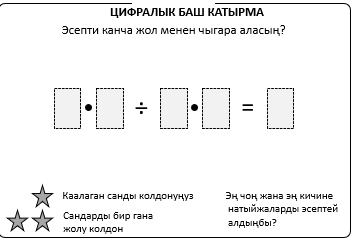 ЦИФРАЛЫК БАШ КАТЫРМА
Эсепти канча жол менен чыгара аласың?
• ÷ • =
Каалаган санды колдонуңуз
Сандарды бир гана
жолу колдон
Эң чоң жана эң кичине
натыйжаларды эсептей
алдыңбы?